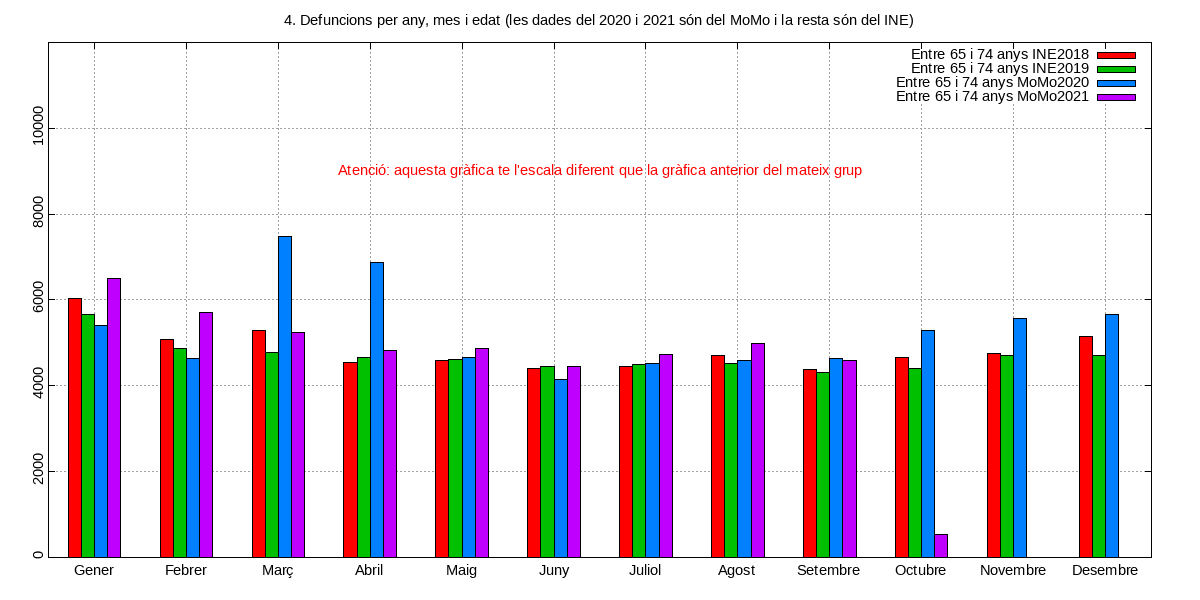 4. Defuncions per any, mes i edat (les dades del 2020 i 2021 són del MoMo i la resta són del INE)
Entre 65 i 74 anys INE2018
Entre 65 i 74 anys INE2019
Entre 65 i 74 anys MoMo2020
Entre 65 i 74 anys MoMo2021
10000
Atenció: aquesta gràfica te l'escala diferent que la gràfica anterior del mateix grup
8000
6000
4000
2000
0
Gener Febrer Març Abril Maig Juny Juliol Agost Setembre Octubre Novembre Desembre